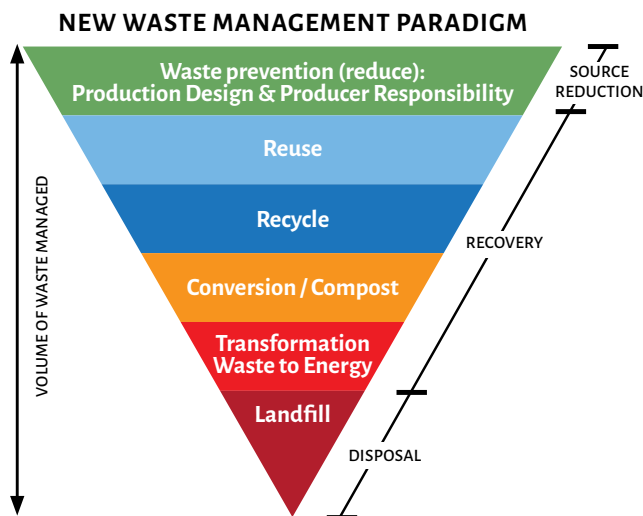 NEW WASTE MANAGEMENT PARADIGM
Waste prevention (reduce):
Production Design & Producer Responsibility
SOURCE
REDUCTION
Reuse
Recycle
RECOVERY
VOLUME OF WASTE MANAGED
Conversion / Compost
Transformation
Waste to Energy
Landfill
DISPOSAL